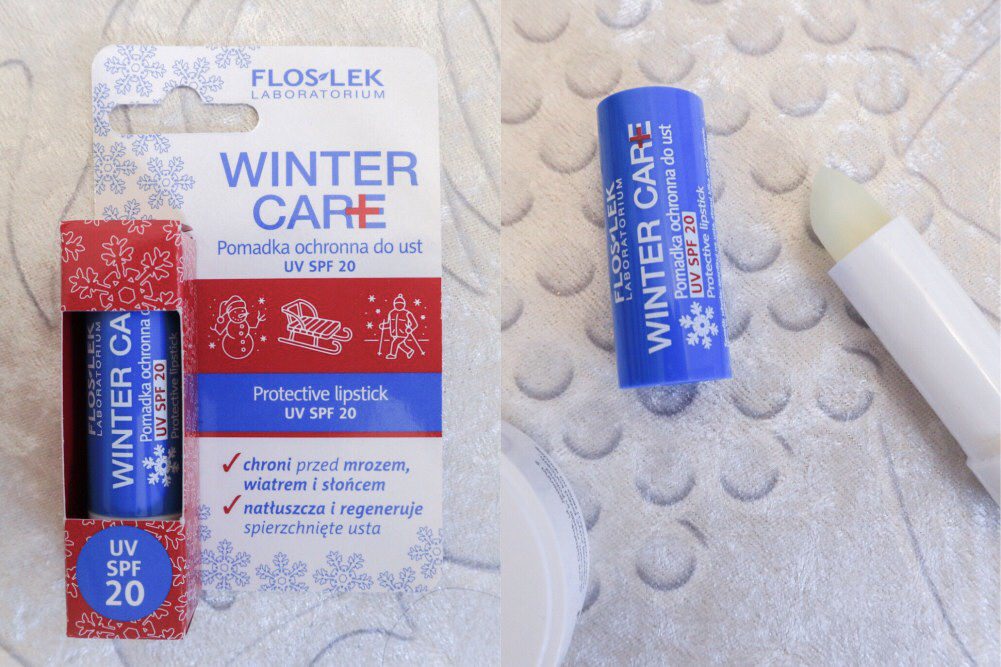 FLOS-LEK
LABORATORIUM
WINTER
CARE
Pomadka ochronna do ust
UV SPF 20
Protective lipstick
UV SPF 20
✓ chroni przed mrozem,
wiatrem i słońcem
✓ natłuszcza i regeneruje
spierzchnięte usta
FLOS-LEK
LABORATORIUM
WINTER CA
Pomadka ochronna do
UV SPF 20
Protective lipstick
UV
SPF
20
FLOS-LEK
LABORATORIUM
WINTER CARE
Pomadka ochronna do ust
UV SPF 20
Protective lipstick